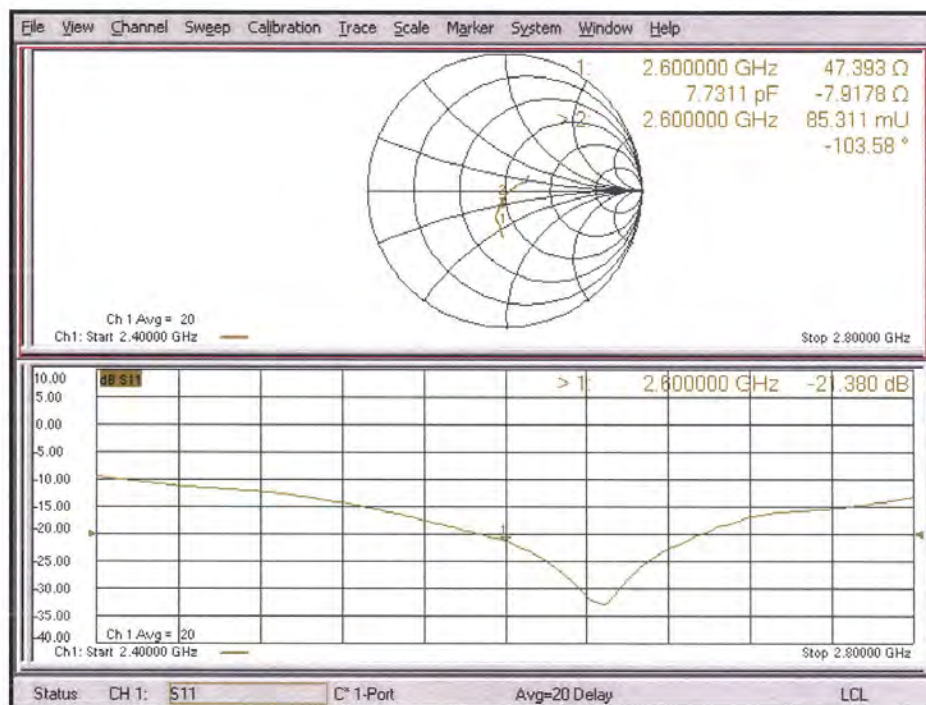 File View Channel Sweep Calibration Trace Scale Marker System Window Help
1: 2.600000 GHz 47.393 Ω
7.7311 pF -7.9178 Ω
> 2: 2.600000 GHz 85.311 mU
-103.58 °
1
Ch 1 Avg = 20
Ch1: Start 2.40000 GHz
Stop 2.80000 GHz
10.00
dB S11
> 1: 2.600000 GHz -21.380 dB
5.00
0.00
-5.00
-10.00
-15.00
-20.00
1
-25.00
-30.00
-35.00
-40.00
Ch 1 Avg = 20
Ch1: Start 2.40000 GHz
Stop 2.80000 GHz
Status CH 1: S11 C* 1-Port Avg=20 Delay LCL